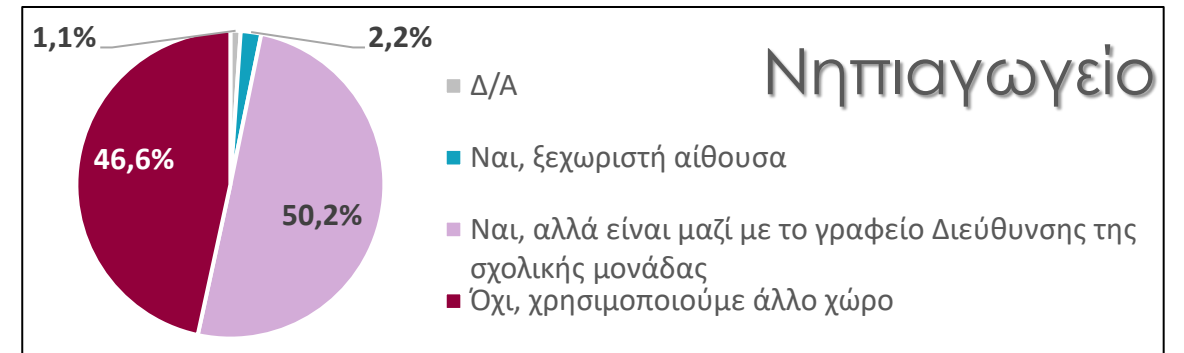 1,1%
2,2%
46,6%
50,2%
Νηπιαγωγείο
Δ/Α
Ναι, ξεχωριστή αίθουσα
Ναι, αλλά είναι μαζί με το γραφείο Διεύθυνσης της
σχολικής μονάδας
Όχι, χρησιμοποιούμε άλλο χώρο